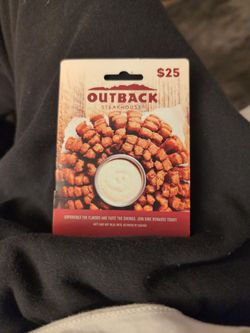 $25
OUTBACK
STEAKHOUSE
EXPERIENCE THE FLAVORS AND TASTE THE SAVINGS. JOIN DINE REWARDS TODAY!